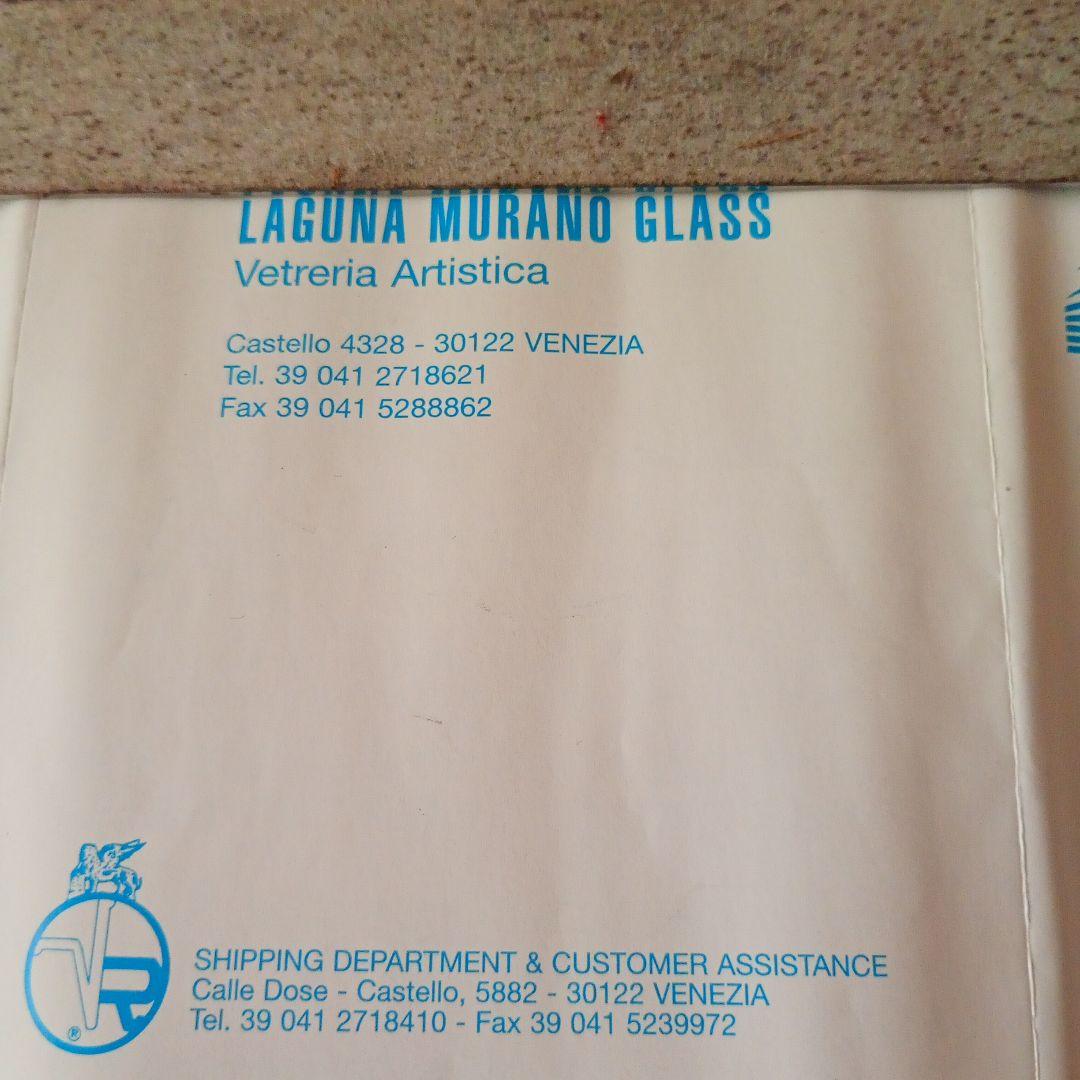 LAGUNA MURANO GLASS
Vetreria Artistica
Castello 4328 - 30122 VENEZIA
Tel. 39 041 2718621
Fax 39 041 5288862
VR
®
SHIPPING DEPARTMENT & CUSTOMER ASSISTANCE
Calle Dose - Castello, 5882 - 30122 VENEZIA
Tel. 39 041 2718410 - Fax 39 041 5239972